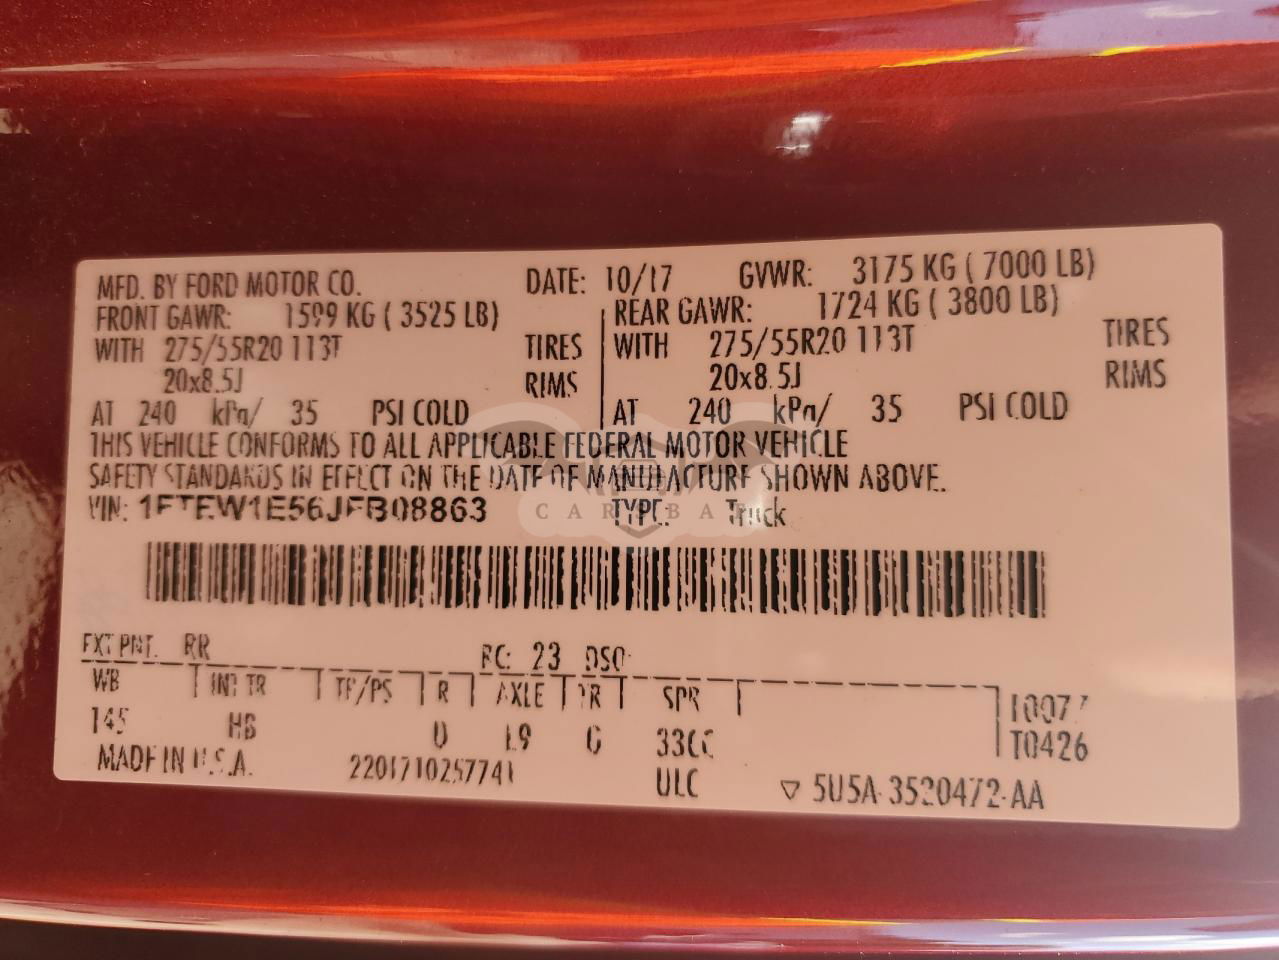 MFD. BY FORD MOTOR CO. DATE: 10/17 GVWR: 3175 KG ( 7000 LB)
FRONT GAWR: 1599 KG ( 3525 LB) REAR GAWR: 1724 KG ( 3800 LB)
WITH 275/55R20 113T TIRES WITH 275/55R20 113T TIRES
20x8.5J RIMS 20x8.5J RIMS
AT 240 kPa/ 35 PSI COLD AT 240 kPa/ 35 PSI COLD
THIS VEHICLE CONFORMS TO ALL APPLICABLE FEDERAL MOTOR VEHICLE
SAFETY STANDARDS IN EFFECT ON THE DATE OF MANUFACTURE SHOWN ABOVE.
VIN: 1FTEW1E56JFB08863 TYPE: Truck
EXT PNT: RR RC: 23 DSO:
WB INT TR TP/PS R AXLE TR SPR
145 HB L9 G 33CC T0426
MADE IN U.S.A. ULC ▽ 5U5A-3520472-AA